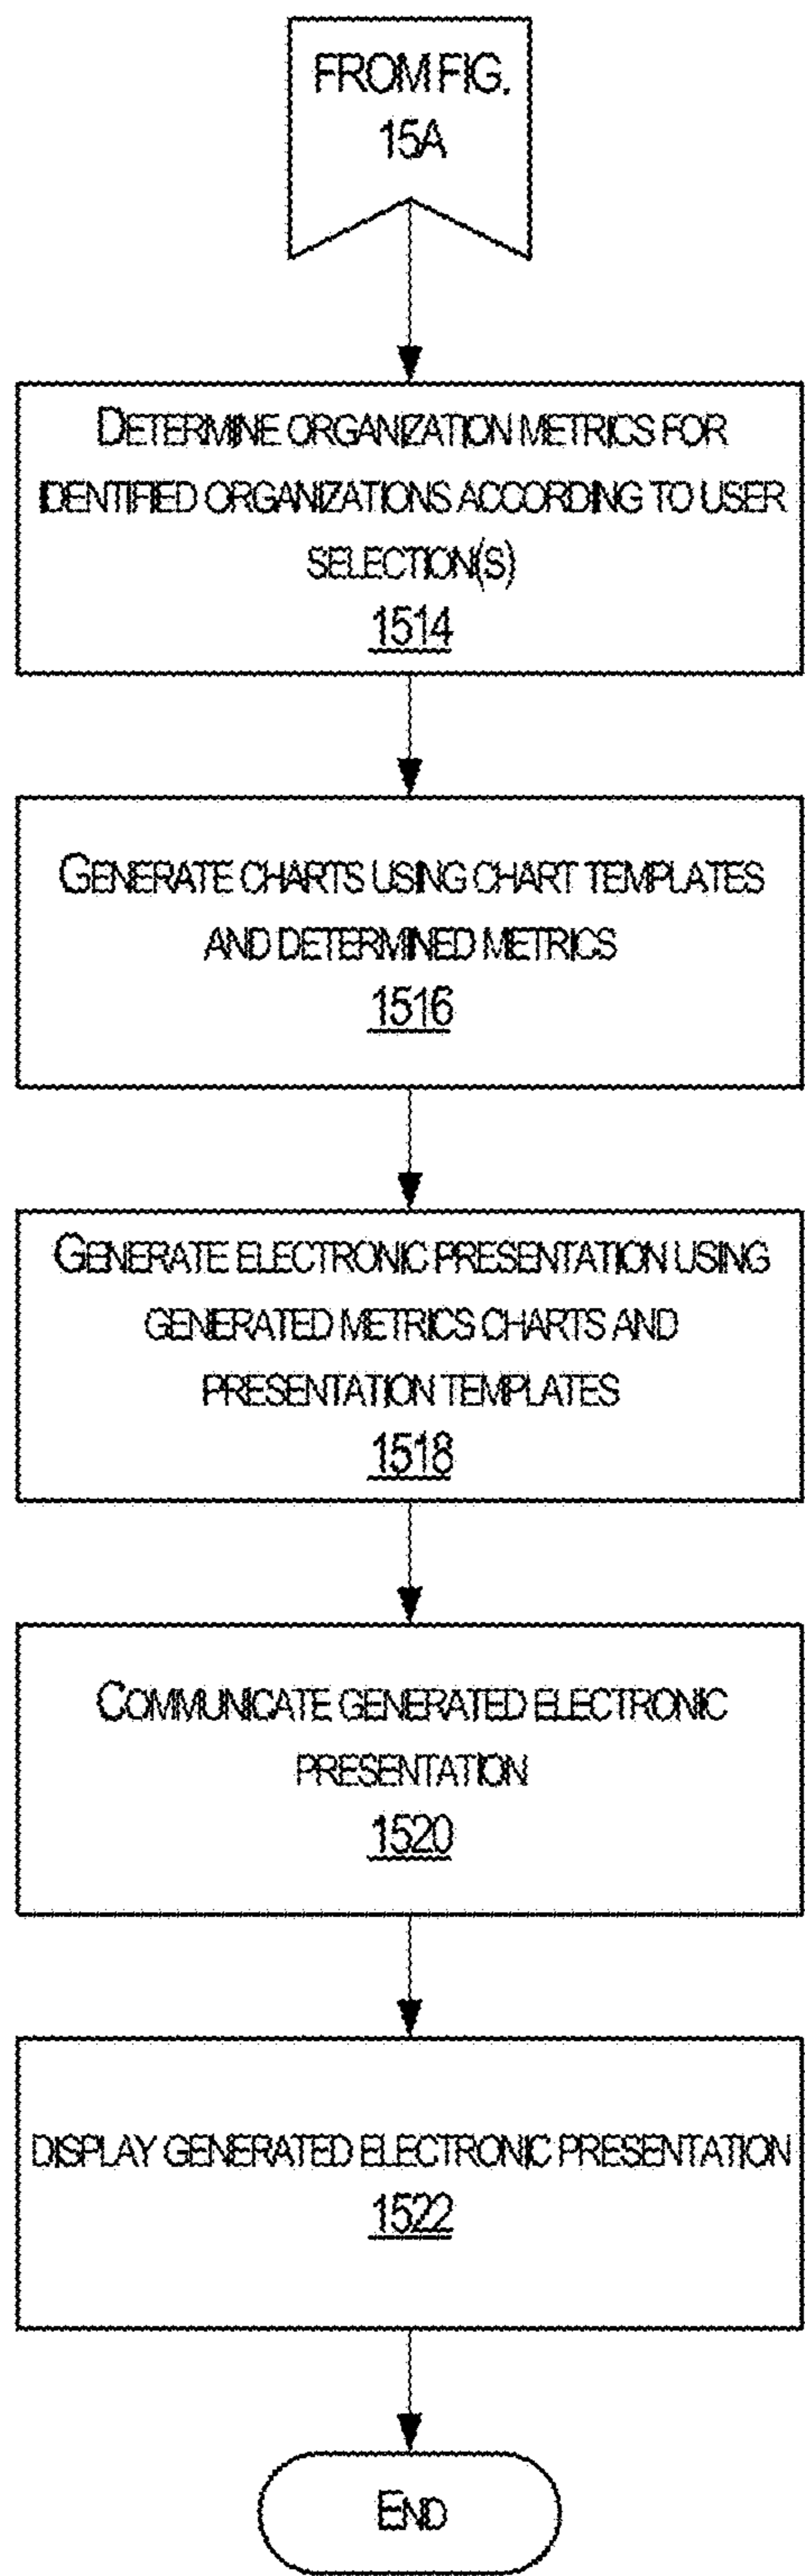 FROM FIG.
15A
DETERMINE ORGANIZATION METRICS FOR
IDENTIFIED ORGANIZATIONS ACCORDING TO USER
SELECTION(S)
1514
GENERATE CHARTS USING CHART TEMPLATES
AND DETERMINED METRICS
1516
GENERATE ELECTRONIC PRESENTATION USING
GENERATED METRICS CHARTS AND
PRESENTATION TEMPLATES
1518
COMMUNICATE GENERATED ELECTRONIC
PRESENTATION
1520
DISPLAY GENERATED ELECTRONIC PRESENTATION
1522
END